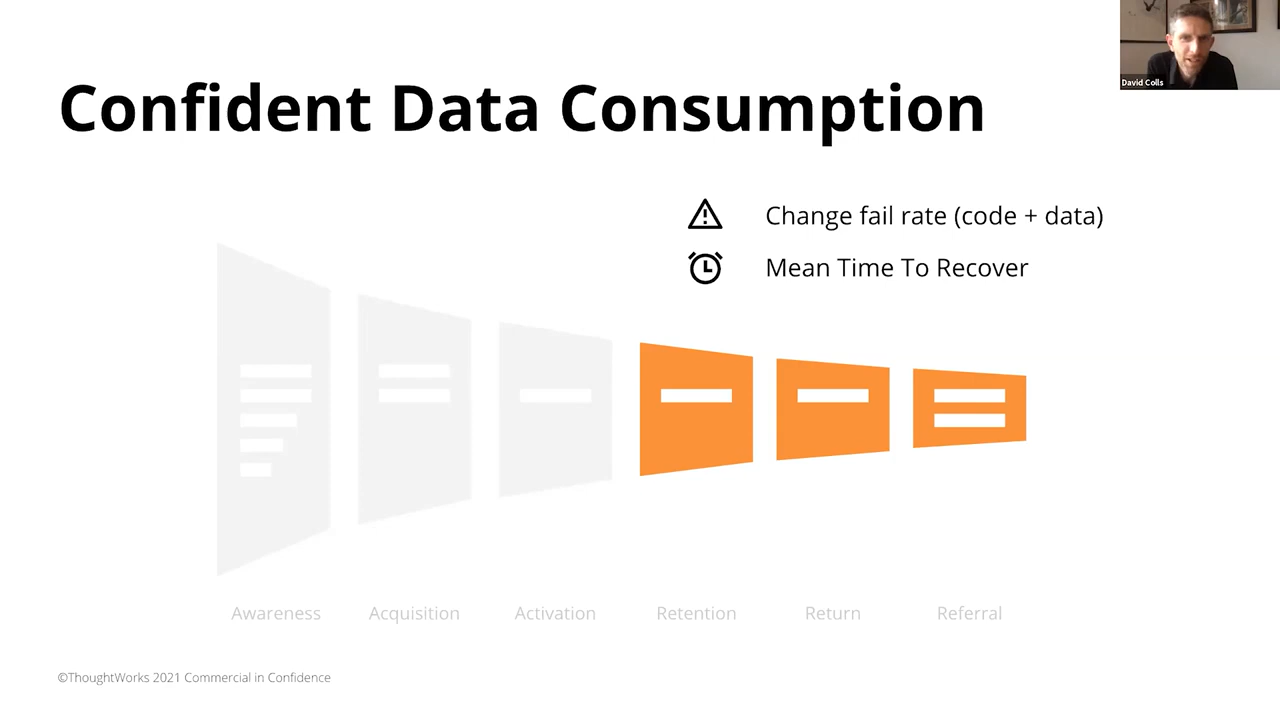 David Colls
Confident Data Consumption
Change fail rate (code + data)
Mean Time To Recover
Awareness
Acquisition
Activation
Retention
Return
Referral
©ThoughtWorks 2021 Commercial in Confidence